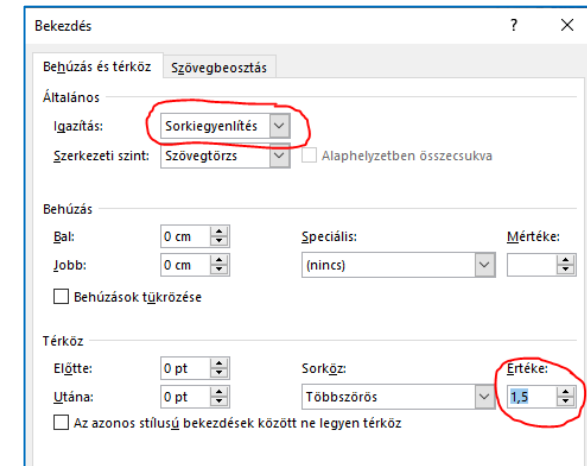 Bekezdés ? ×
Behúzás és térköz Szövegbeosztás
Általános
Igazítás: Sorkiegyenlítés
Szerkezeti szint: Szövegtörzs Alaphelyzetben összecsukva
Behúzás
Bal: 0 cm Speciális: Mértéke:
Jobb: 0 cm (nincs)
Behúzások tükrözése
Térköz
Előtte: 0 pt Sorköz: Értéke:
Utána: 0 pt Többszörös 1,5
Az azonos stílusú bekezdések között ne legyen térköz